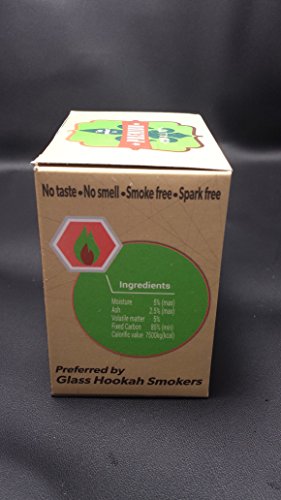 No taste • No smell • Smoke free • Spark free
Ingredients
Moisture 5% (max)
Ash 2.5% (max)
Volatile matter 5%
Fixed Carbon 85% (min)
Calorific value 7500kg(kcal)
Preferred by
Glass Hookah Smokers